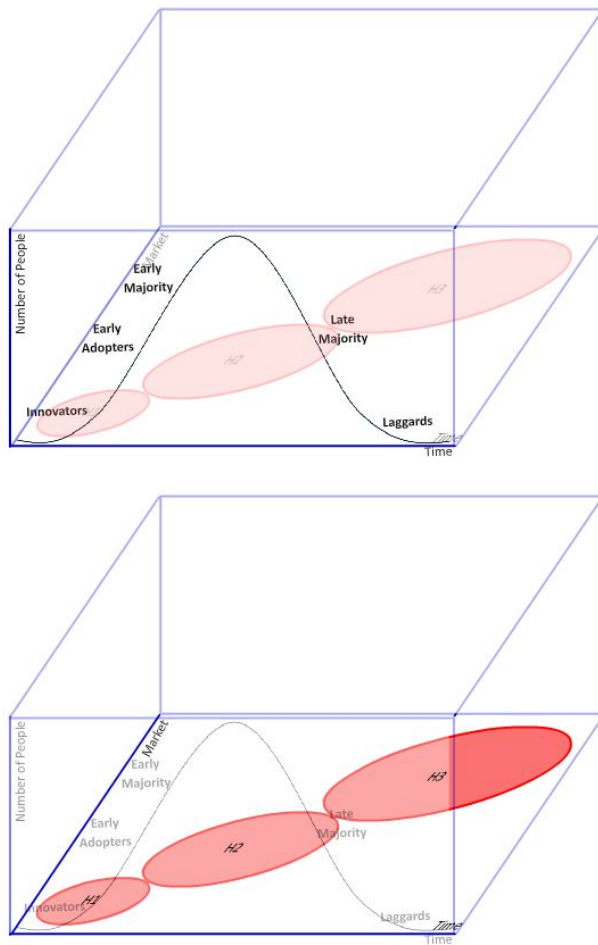 Number of People
Market
Early
Majority
Early
Adopters
H3
Late
Majority
H2
Innovators
H1
Laggards
Time
Time
Number of People
Market
Early
Majority
H3
Early
Adopters
Late
Majority
H2
Innovators
H1
Laggards
Time
Time